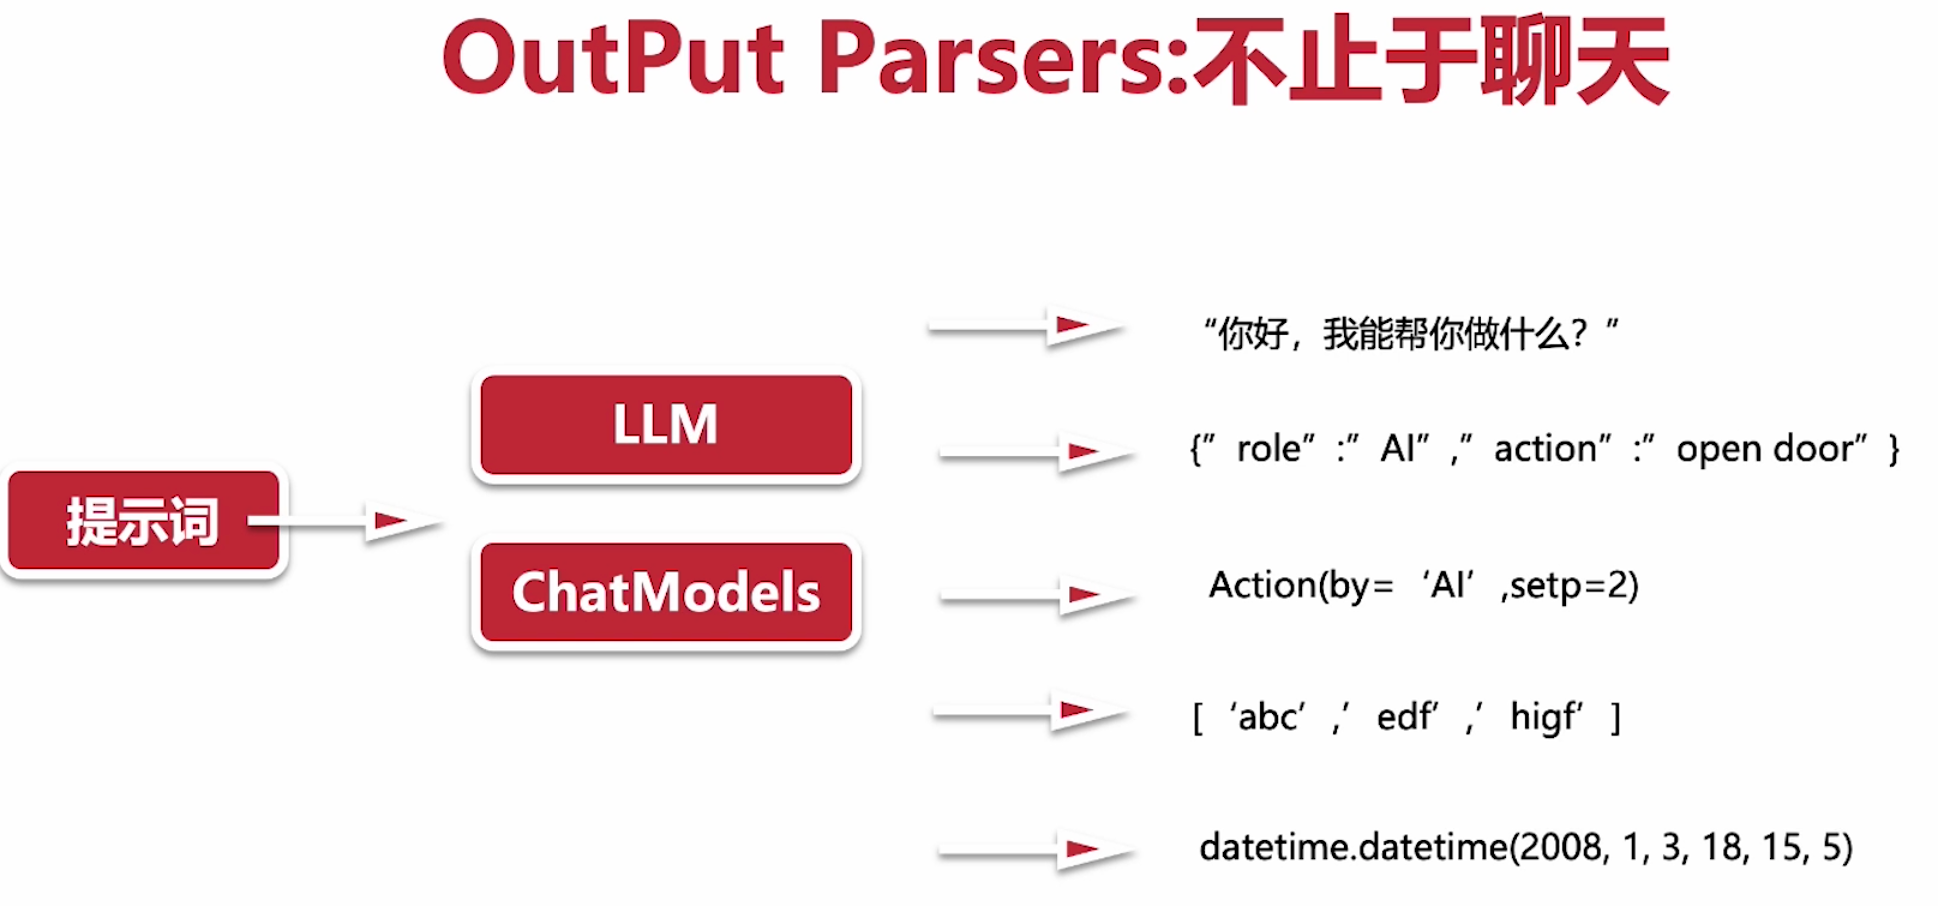 OutPut Parsers:不止于聊天
“你好，我能帮你做什么？”
LLM
{”role”:”AI”,”action”:”open door”}
提示词
ChatModels
Action(by=‘AI’,setp=2)
[‘abc’,’edf’,’higf’]
datetime.datetime(2008, 1, 3, 18, 15, 5)